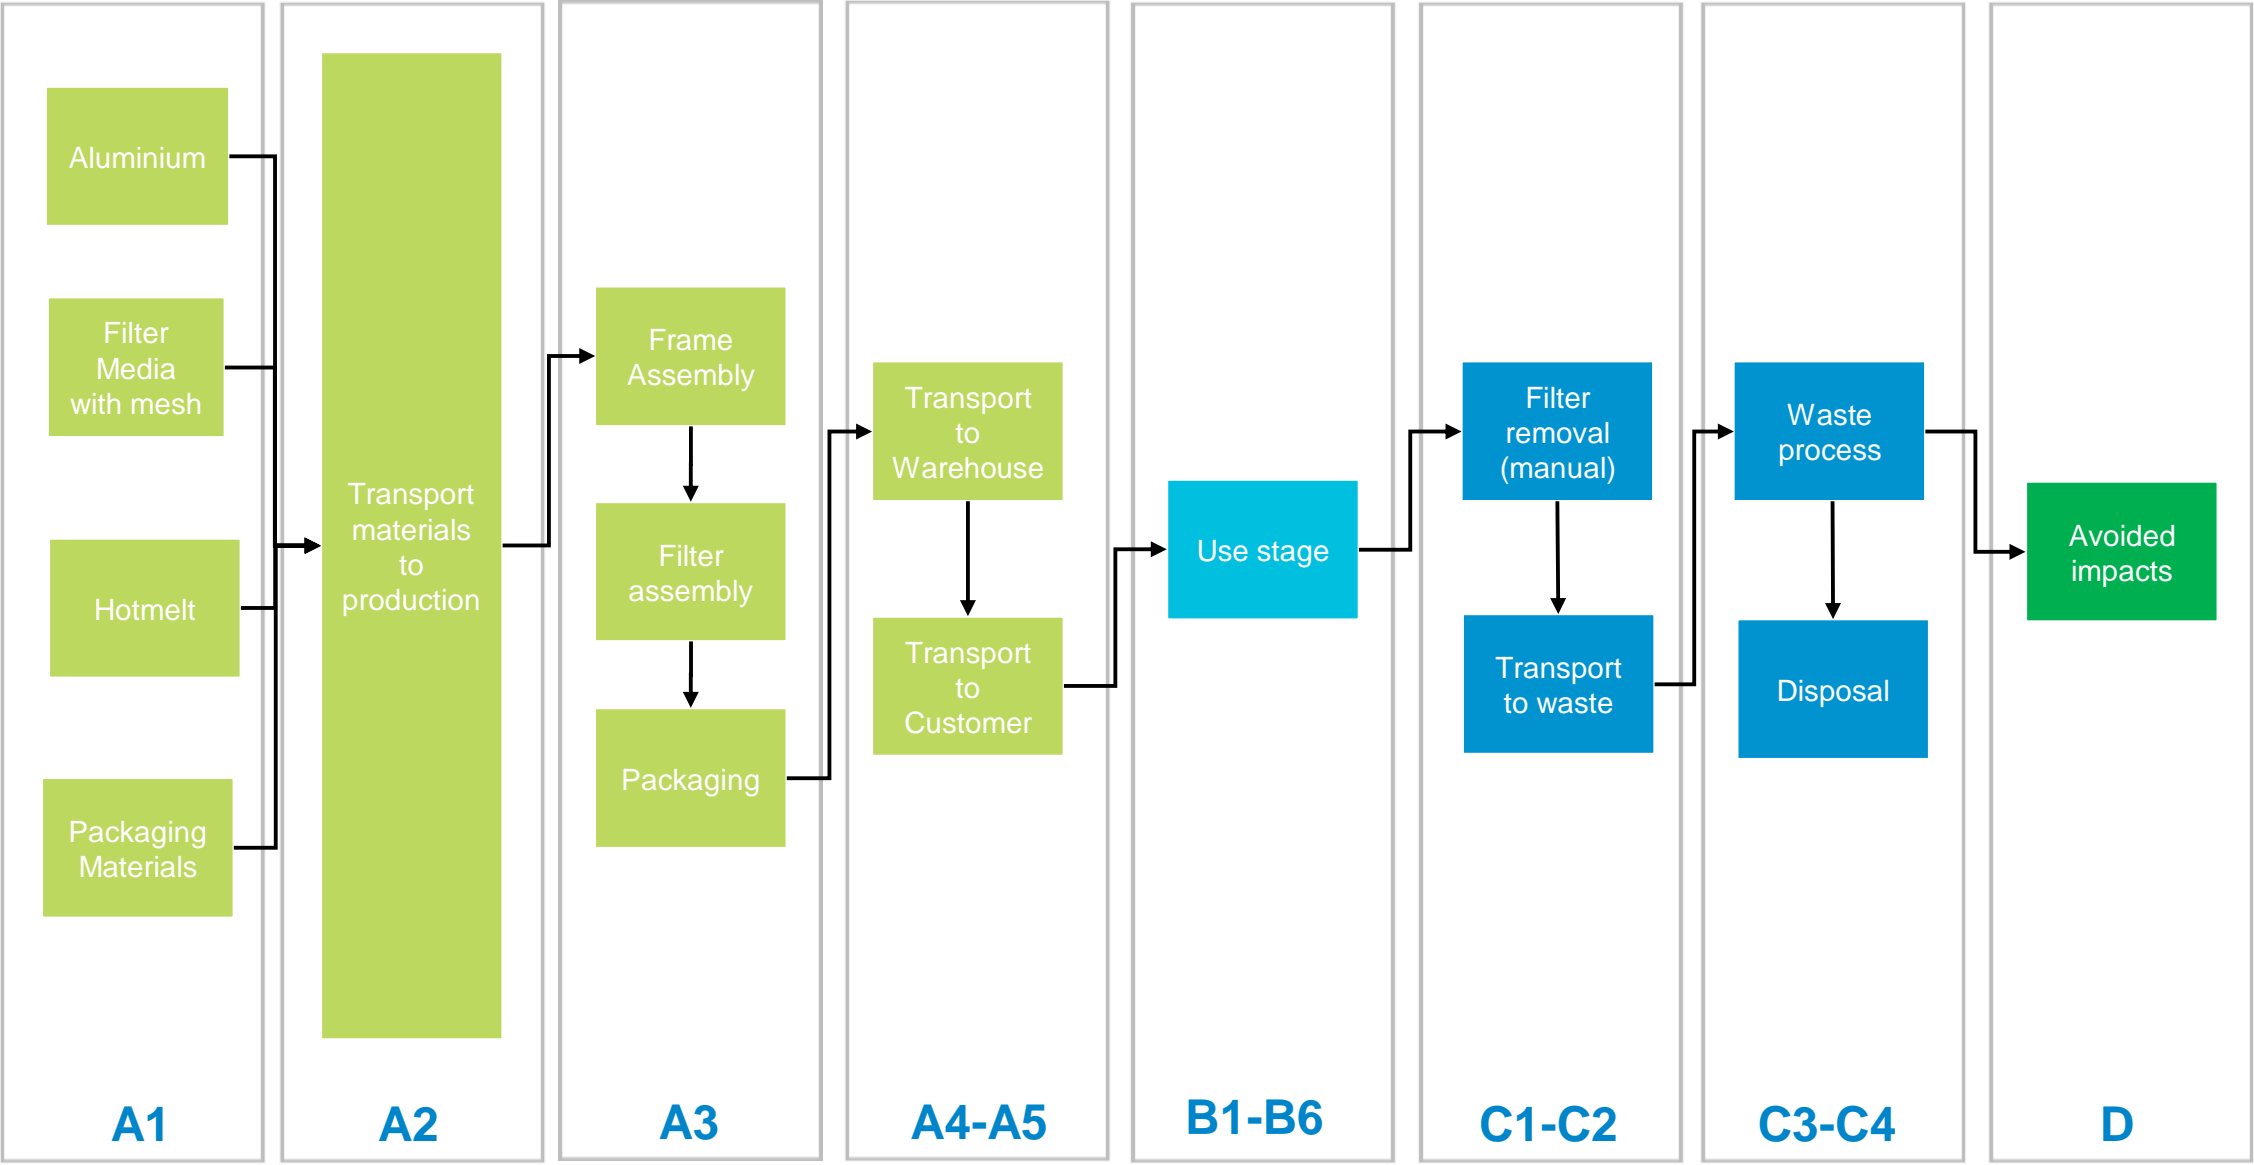 Aluminium
Filter
Media
with mesh
Hotmelt
Packaging
Materials
A1
Transport
materials
to
production
A2
Frame
Assembly
Filter
assembly
Packaging
A3
Transport
to
Warehouse
Transport
to
Customer
A4-A5
Use stage
B1-B6
Filter
removal
(manual)
Transport
to waste
C1-C2
Waste
process
Disposal
C3-C4
Avoided
impacts
D